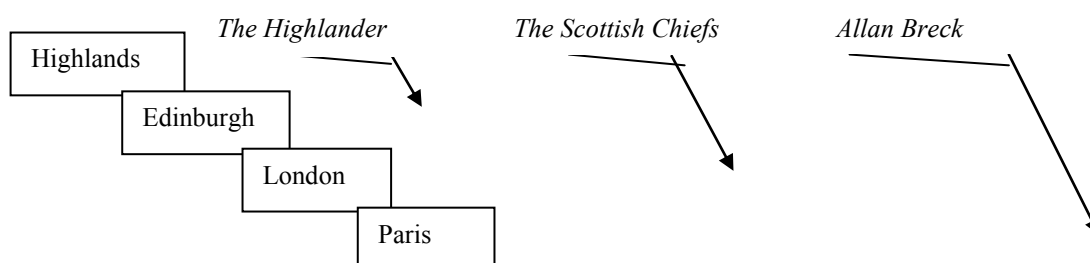 The Highlander The Scottish Chiefs Allan Breck
Highlands
Edinburgh
London
Paris